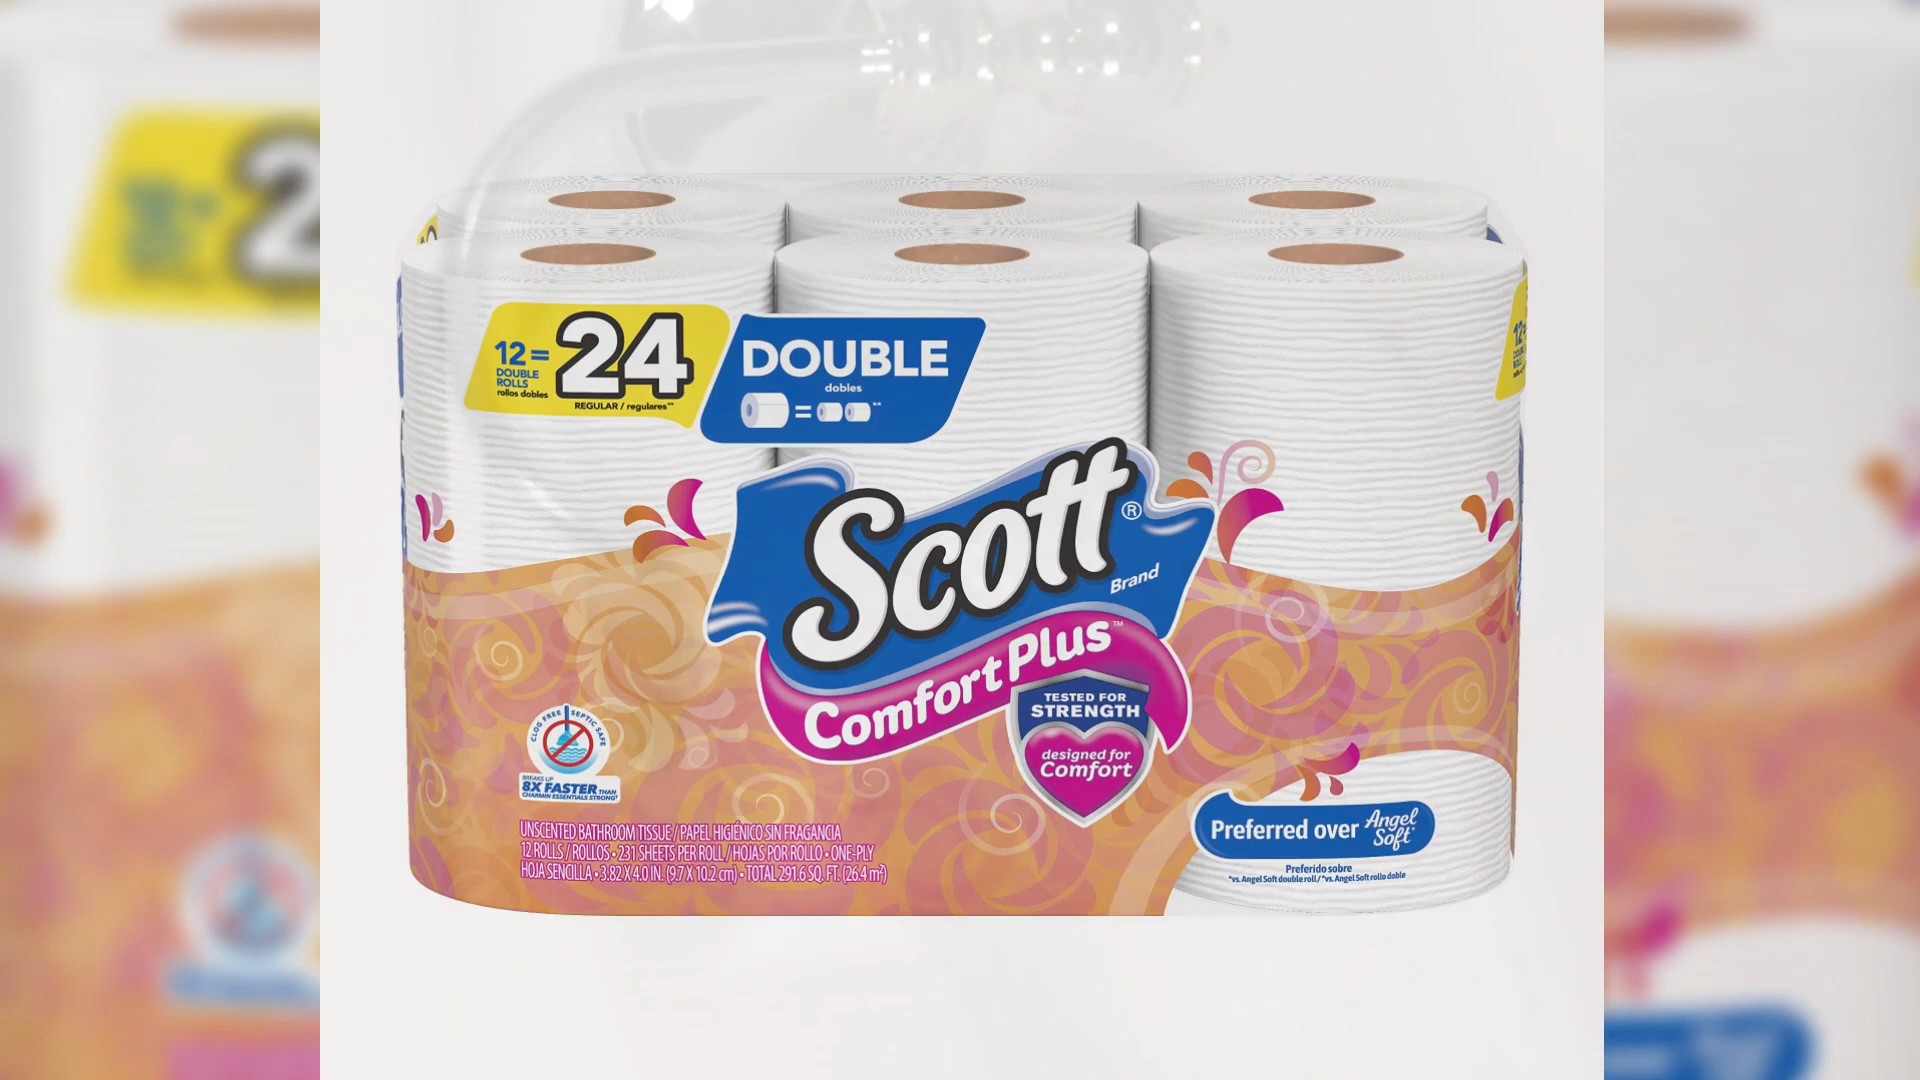 12 =
DOUBLE
ROLLS
rollos dobles
24
REGULAR / regulares**
DOUBLE
dobles
= **
Scott®
Brand
Comfort Plus™
TESTED FOR
STRENGTH
designed for
Comfort
CLOG FREE SEPTIC SAFE
BREAKS UP
8X FASTER THAN
CHARMIN ESSENTIALS STRONG†
UNSCENTED BATHROOM TISSUE / PAPEL HIGIÉNICO SIN FRAGANCIA
12 ROLLS / ROLLOS • 231 SHEETS PER ROLL / HOJAS POR ROLLO • ONE-PLY
HOJA SENCILLA • 3.82 X 4.0 IN. (9.7 X 10.2 cm) • TOTAL 291.6 SQ. FT. (26.4 m²)
Preferred over Angel
Soft*
Preferido sobre
*vs. Angel Soft double roll / *vs. Angel Soft rollo doble